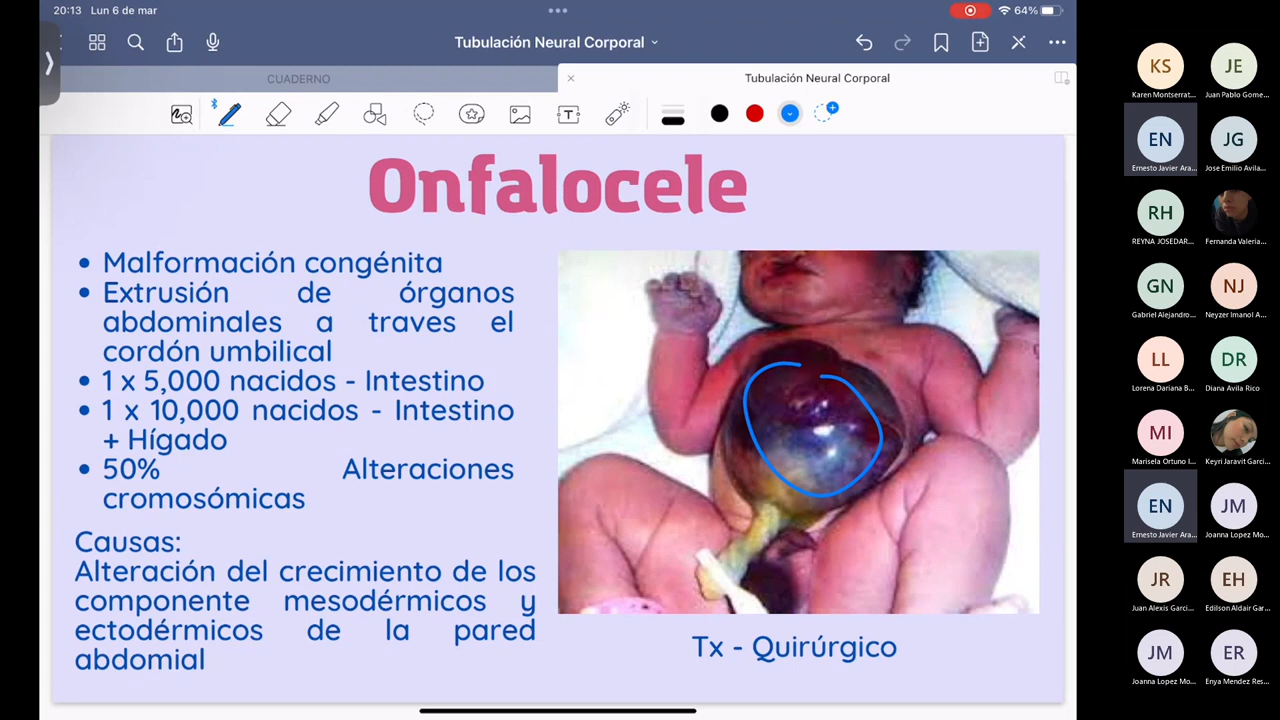 20:13 Lun 6 de mar
64%
Tubulación Neural Corporal
CUADERNO
Tubulación Neural Corporal
Onfalocele
• Malformación congénita
• Extrusión de órganos
abdominales a traves el
cordón umbilical
• 1 x 5,000 nacidos - Intestino
• 1 x 10,000 nacidos - Intestino
+ Hígado
• 50% Alteraciones
cromosómicas
Causas:
Alteración del crecimiento de los
componente mesodérmicos y
ectodérmicos de la pared
abdomial
Tx - Quirúrgico
KS
Karen Montserrat...
JE
Juan Pablo Gome...
EN
Ernesto Javier Ara...
JG
Jose Emilio Avila...
RH
REYNA JOSEDAR...
Fernanda Valeria...
GN
Gabriel Alejandro...
NJ
Neyzer Imanol A...
LL
Lorena Dariana B...
DR
Diana Avila Rico
MI
Marisela Ortuno I...
Keyri Jaravit Garci...
EN
Ernesto Javier Ara...
JM
Joanna Lopez Mo...
JR
Juan Alexis Garci...
EH
Edilson Aldair Gar...
JM
Joanna Lopez Mo...
ER
Enya Mendez Res...